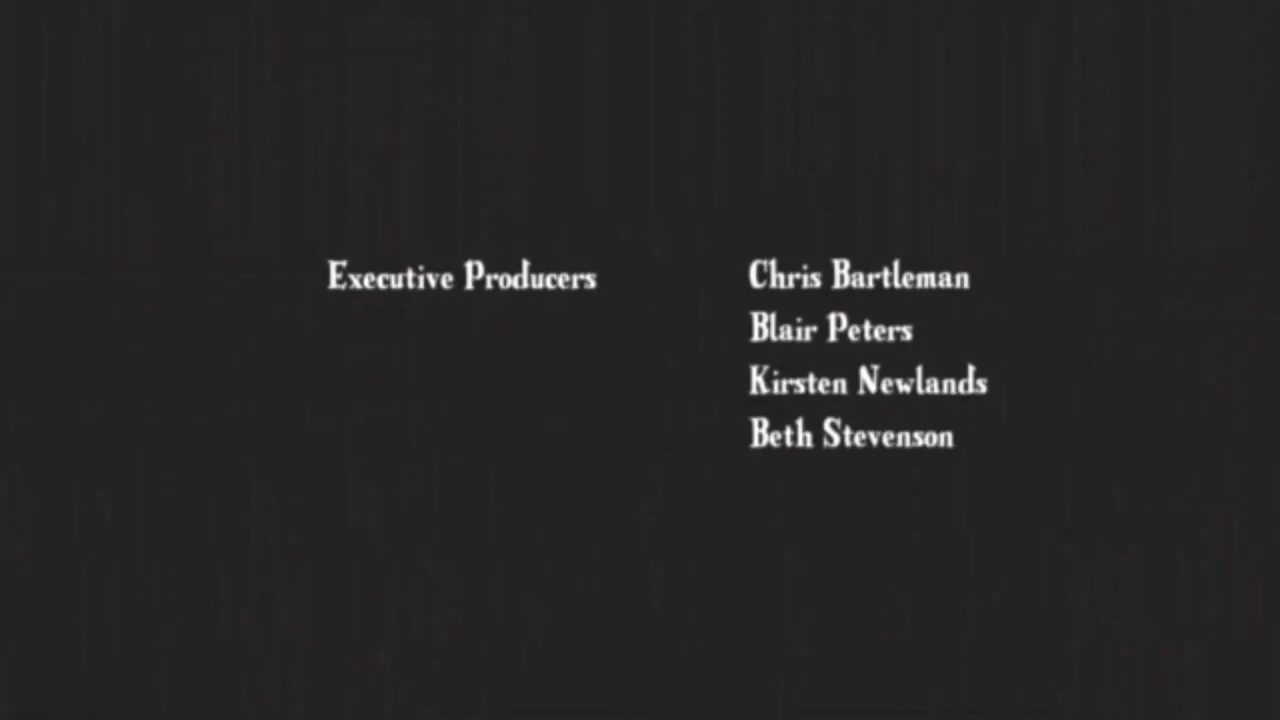 Executive Producers Chris Bartleman
Blair Peters
Kirsten Newlands
Beth Stevenson